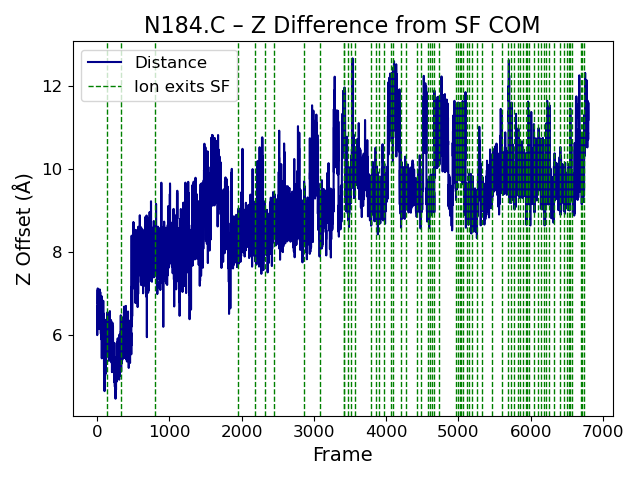 N184.C – Z Difference from SF COM
Distance
Ion exits SF
Z Offset (Å)
12
10
8
6
0 1000 2000 3000 4000 5000 6000 7000
Frame